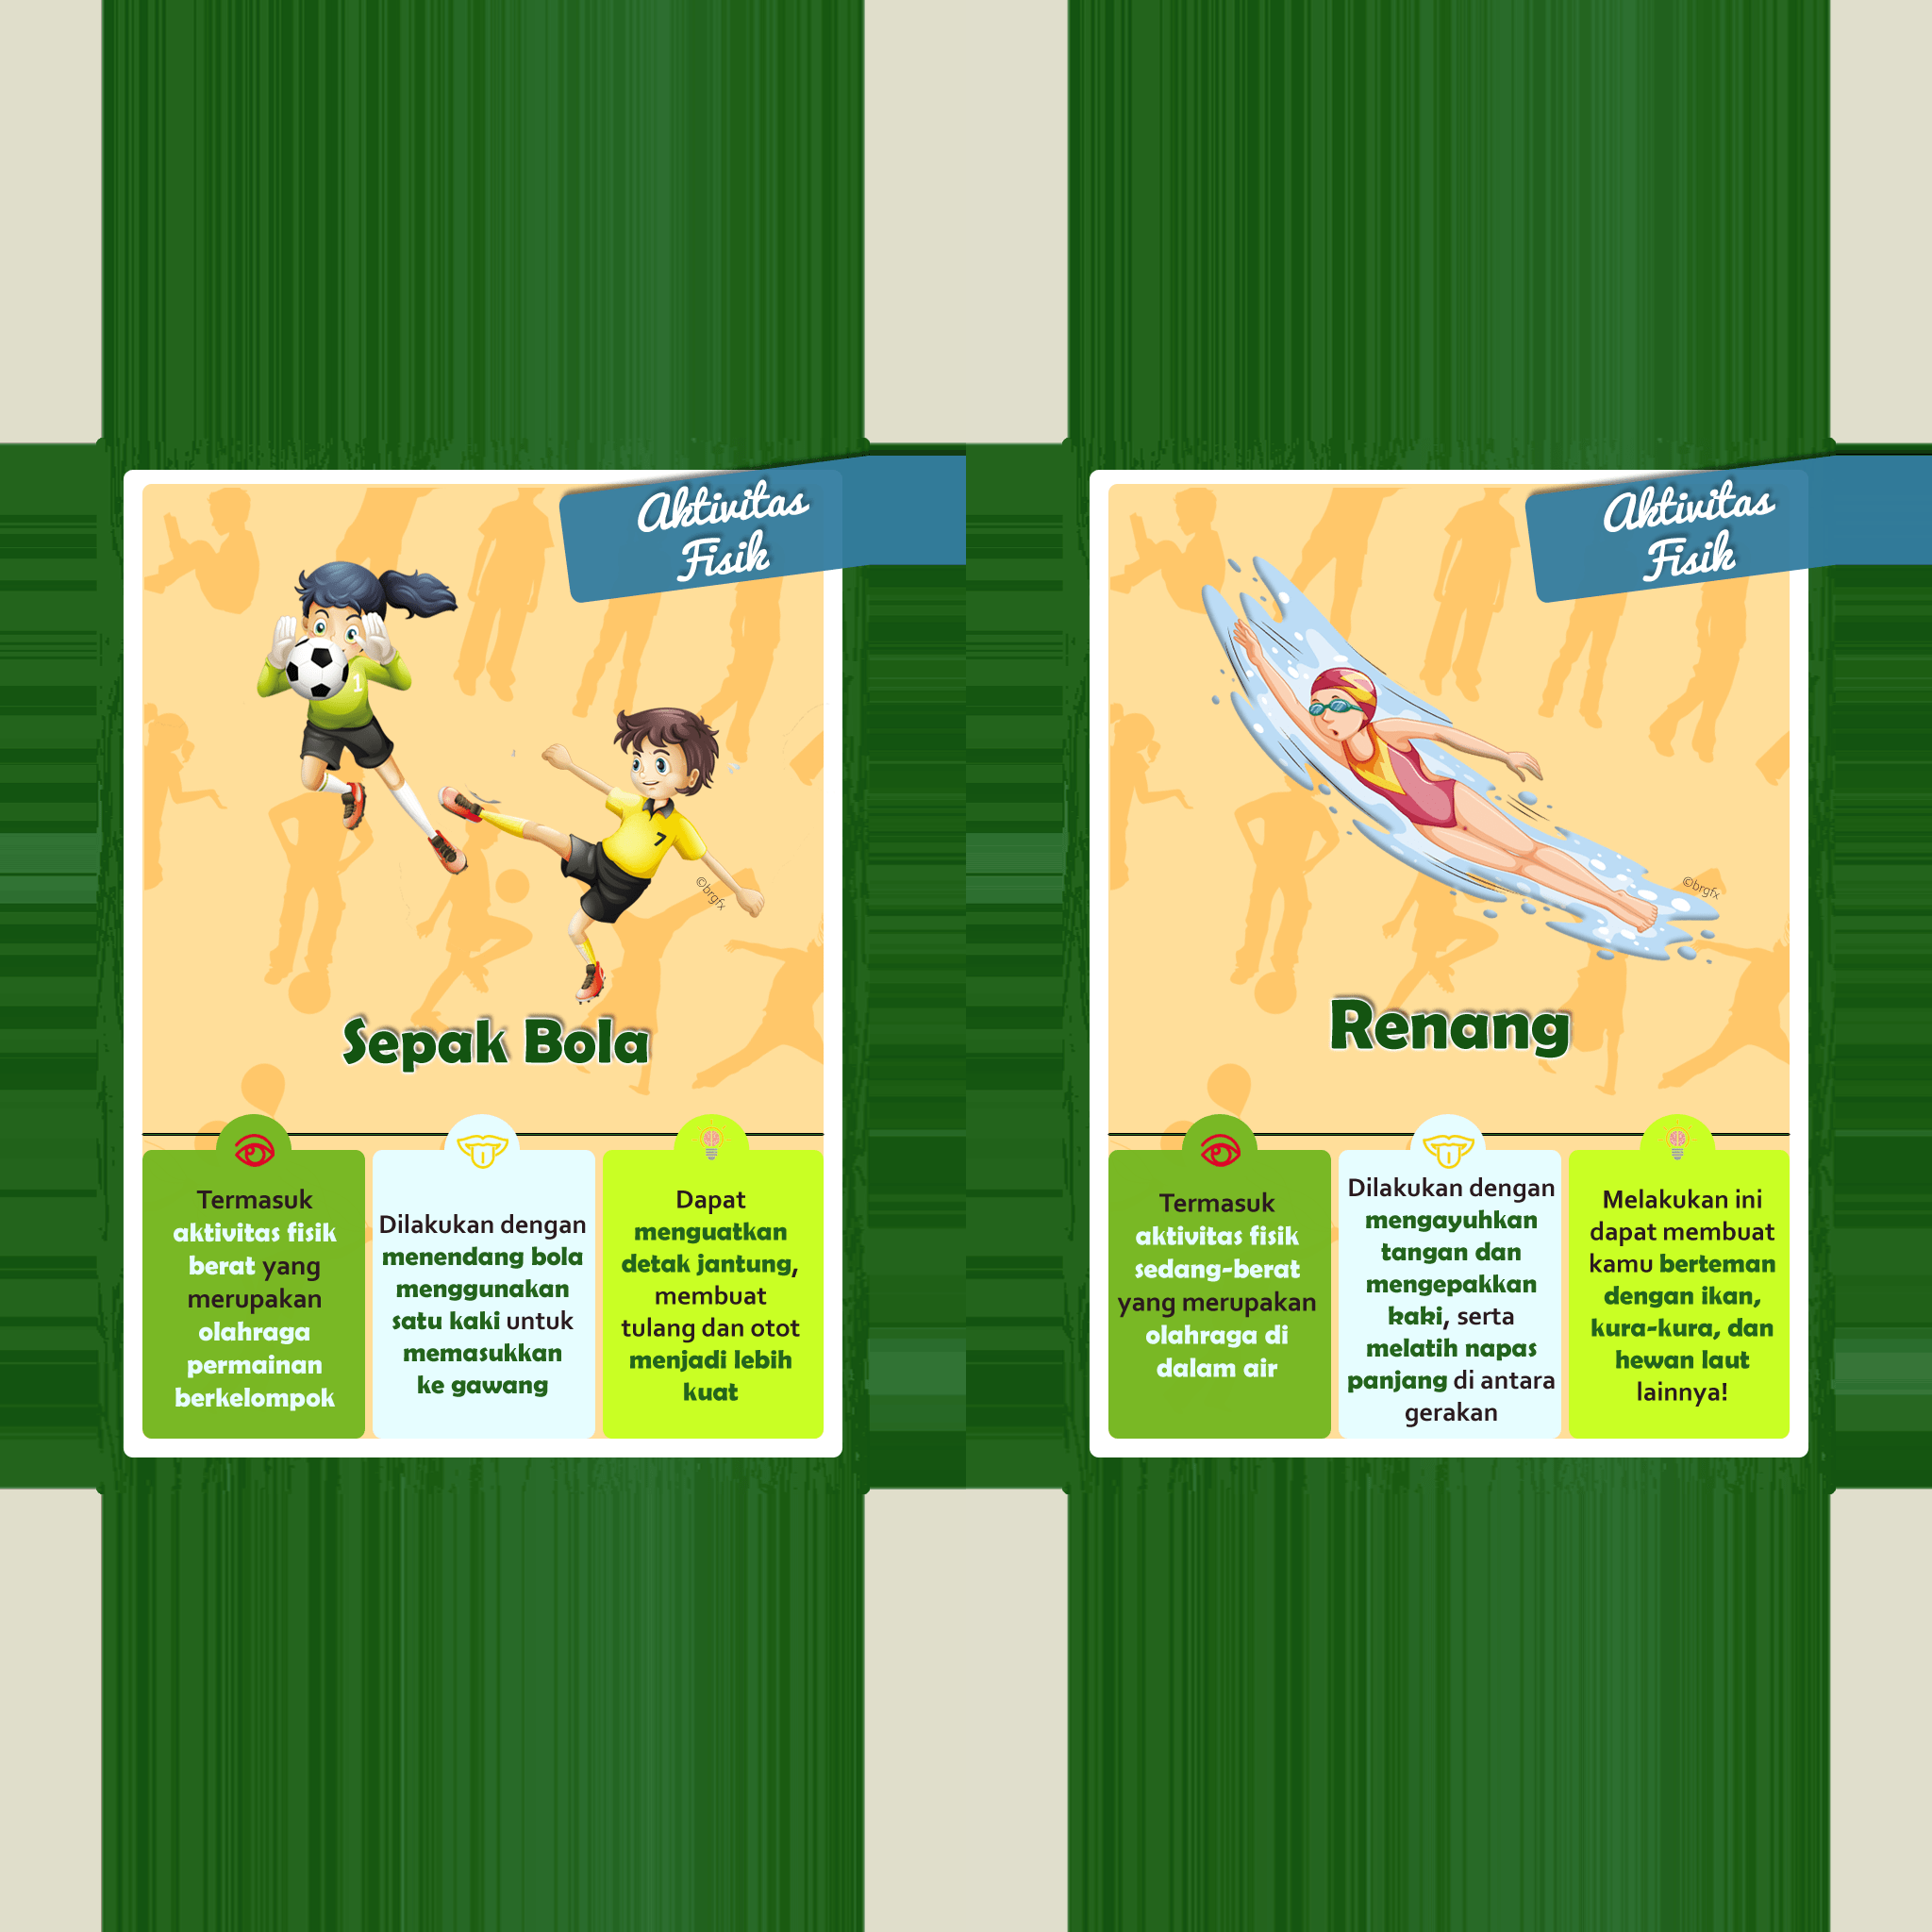 Aktivitas
Fisik
1
7
©brgfx
Sepak Bola
Termasuk
aktivitas fisik
berat yang
merupakan
olahraga
permainan
berkelompok
Dilakukan dengan
menendang bola
menggunakan
satu kaki untuk
memasukkan
ke gawang
Dapat
menguatkan
detak jantung,
membuat
tulang dan otot
menjadi lebih
kuat
Aktivitas
Fisik
©brgfx
Renang
Termasuk
aktivitas fisik
sedang-berat
yang merupakan
olahraga di
dalam air
Dilakukan dengan
mengayuhkan
tangan dan
mengepakkan
kaki, serta
melatih napas
panjang di antara
gerakan
Melakukan ini
dapat membuat
kamu berteman
dengan ikan,
kura-kura, dan
hewan laut
lainnya!